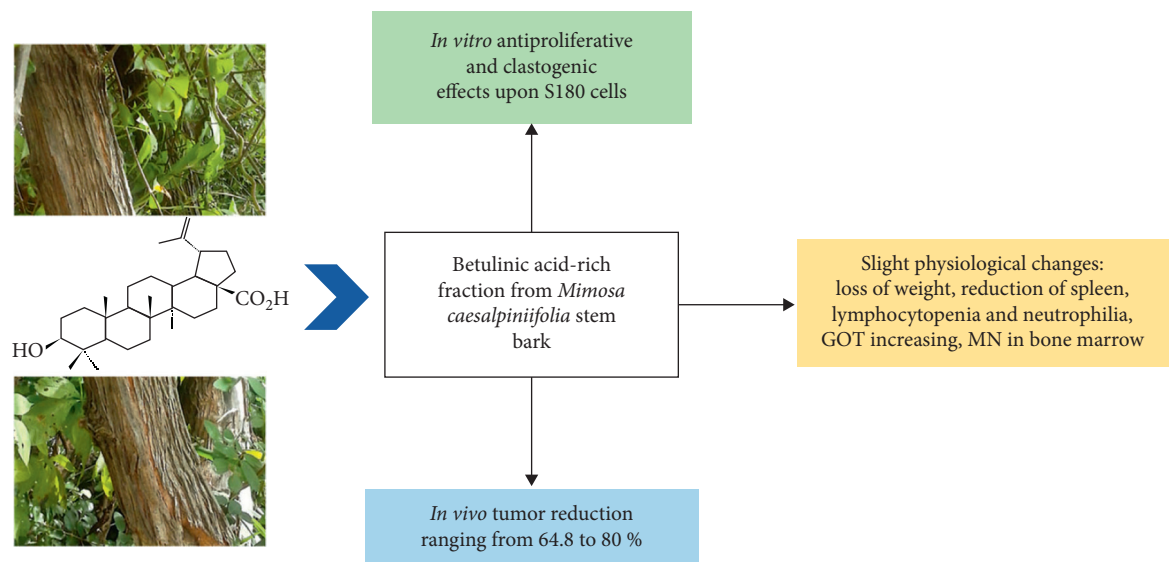 In vitro antiproliferative
and clastogenic
effects upon S180 cells
CO₂H
HO
Betulinic acid-rich
fraction from Mimosa
caesalpiniifolia stem
bark
Slight physiological changes:
loss of weight, reduction of spleen,
lymphocytopenia and neutrophilia,
GOT increasing, MN in bone marrow
In vivo tumor reduction
ranging from 64.8 to 80 %